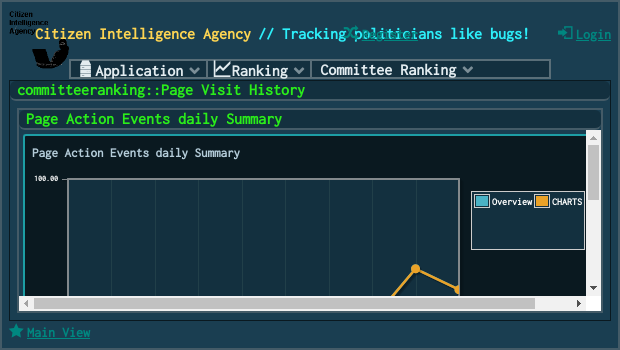 Citizen
Intelligence
Agency
Citizen Intelligence Agency // Tracking politicians like bugs!
Register
Login
Application
Ranking
Committee Ranking
committeeranking::Page Visit History
Page Action Events daily Summary
Page Action Events daily Summary
100.00
Overview
CHARTS
Main View